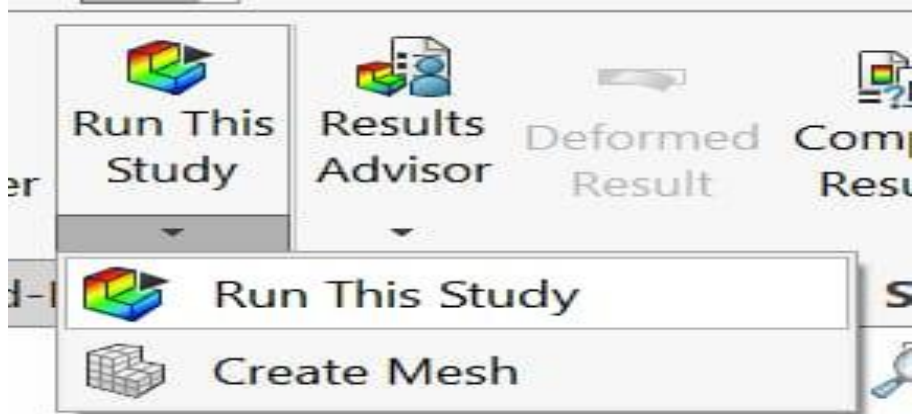 Run This
Study
Results
Advisor
Deformed
Result
Run This Study
Create Mesh